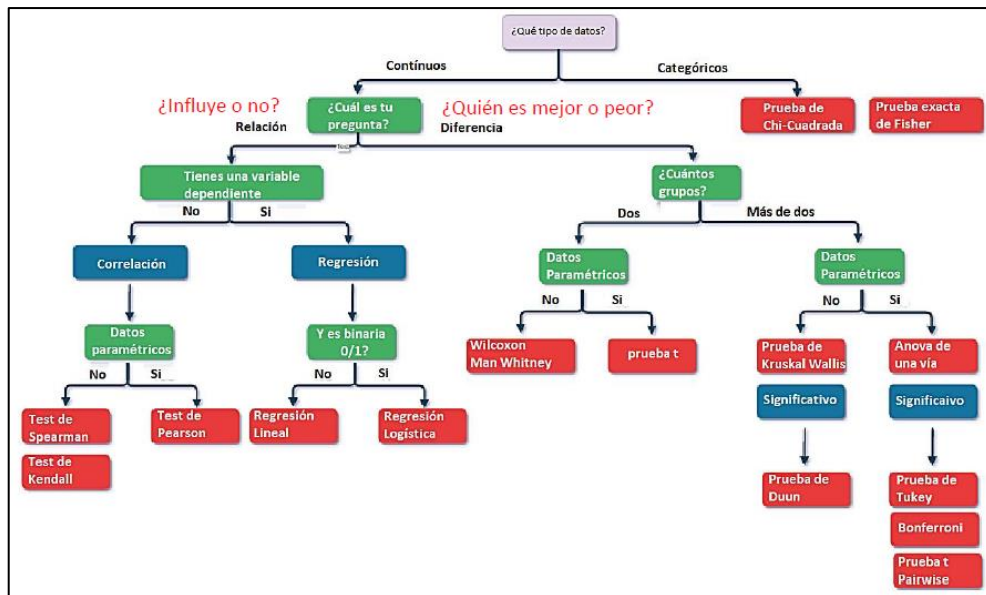 ¿Qué tipo de datos?
Contínuos
Categóricos
¿Influye o no?
¿Cuál es tu
pregunta?
¿Quién es mejor o peor?
Prueba de
Chi-Cuadrada
Prueba exacta
de Fisher
Relación
Diferencia
Tienes una variable
dependiente
¿Cuántos
grupos?
No
Si
Dos
Más de dos
Correlación
Regresión
Datos
Paramétricos
Datos
Paramétricos
No
Si
No
Si
Datos
paramétricos
Y es binaria
0/1?
Wilcoxon
Man Whitney
prueba t
Prueba de
Kruskal Wallis
Anova de
una vía
No
Si
No
Si
Significativo
Significaivo
Test de
Spearman
Test de
Pearson
Regresión
Lineal
Regresión
Logística
Test de
Kendall
Prueba de
Duun
Prueba de
Tukey
Bonferroni
Prueba t
Pairwise